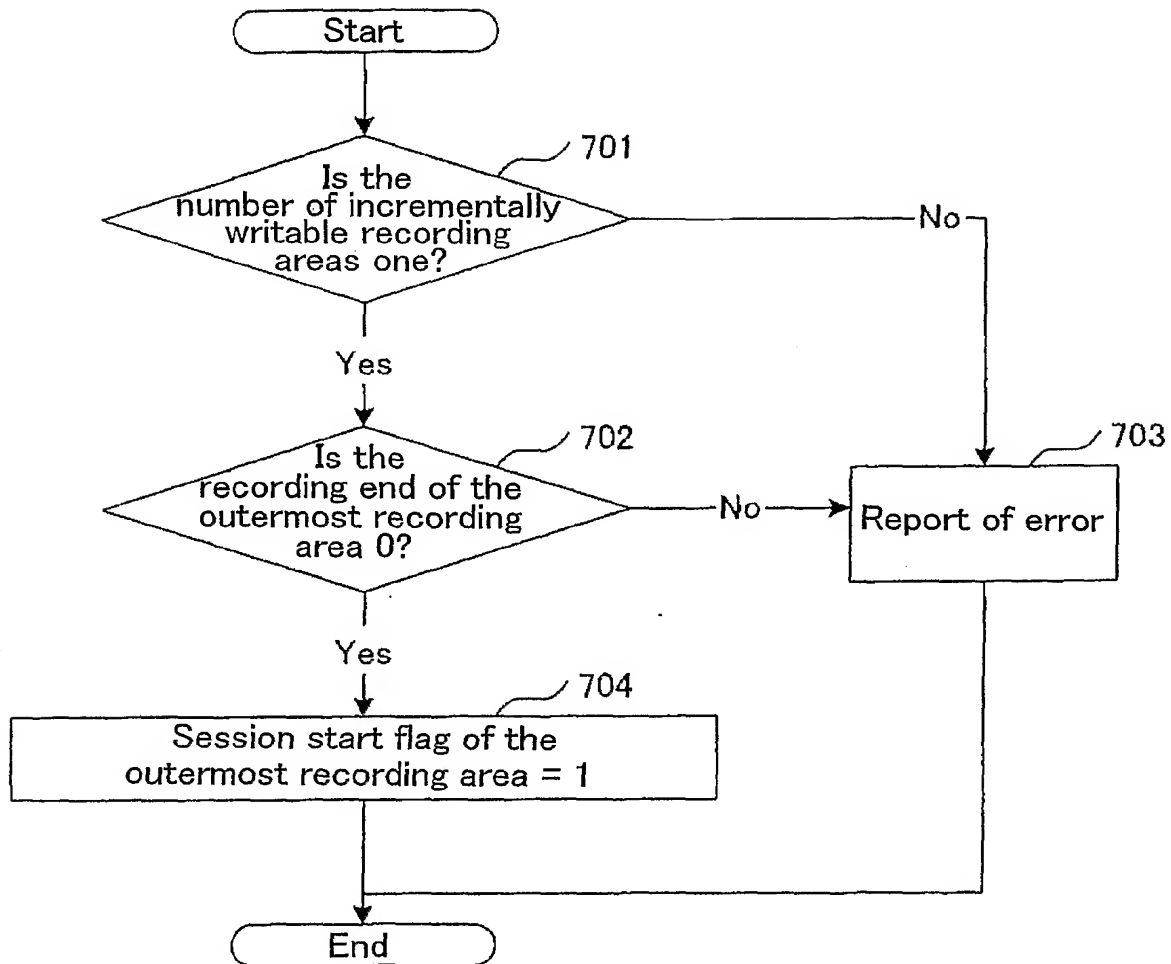 Start
701
Is the
number of incrementally
writable recording
areas one?
No
Yes
702
Is the
recording end of the
outermost recording
area 0?
No
703
Report of error
Yes
704
Session start flag of the
outermost recording area = 1
End